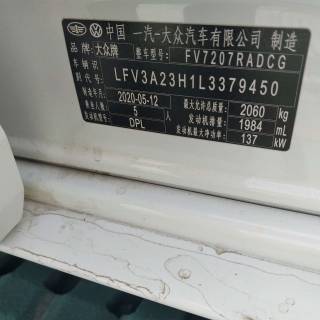 中国 一汽-大众汽车有限公司 制造
品牌 大众牌 整车型号 FV7207RADCG
车辆识别代号 LFV3A23H1L3379450
制造年月 2020-05-12 最大允许总质量 2060 kg
乘坐人数 5 发动机排量 1984 mL
发动机型号 DPL 发动机最大净功率 137 kW